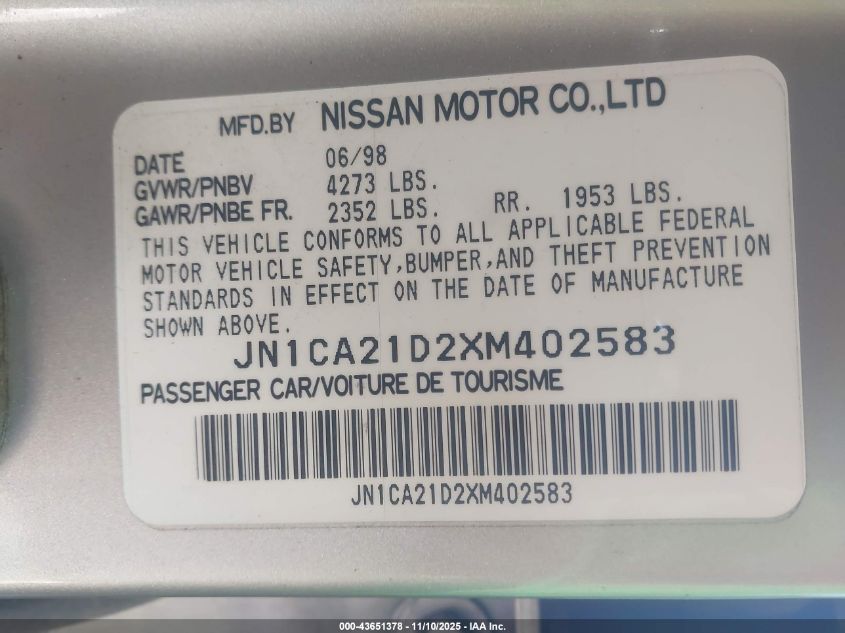 MFD.BY NISSAN MOTOR CO.,LTD
DATE 06/98
GVWR/PNBV 4273 LBS.
GAWR/PNBE FR. 2352 LBS. RR. 1953 LBS.
THIS VEHICLE CONFORMS TO ALL APPLICABLE FEDERAL
MOTOR VEHICLE SAFETY,BUMPER,AND THEFT PREVENTION
STANDARDS IN EFFECT ON THE DATE OF MANUFACTURE
SHOWN ABOVE.
JN1CA21D2XM402583
PASSENGER CAR/VOITURE DE TOURISME
JN1CA21D2XM402583
000-43651378 - 11/10/2025 - IAA Inc.